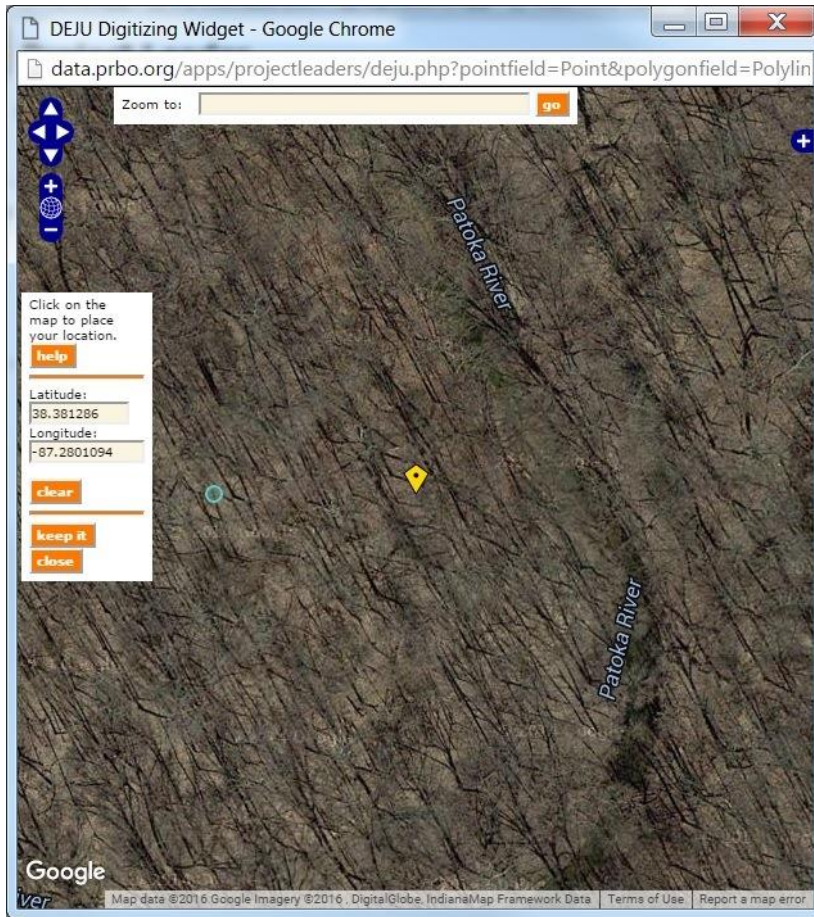 DEJU Digitizing Widget - Google Chrome
data.prbo.org/apps/projectleaders/deju.php?pointfield=Point&polygonfield=Polylin
Zoom to:
go
Patoka River
Click on the
map to place
your location.
help
Latitude:
38.381286
Longitude:
-87.2801094
clear
keep it
close
Patoka River
Google
iver
Map data ©2016 Google Imagery ©2016 , DigitalGlobe, IndianaMap Framework Data
Terms of Use
Report a map error